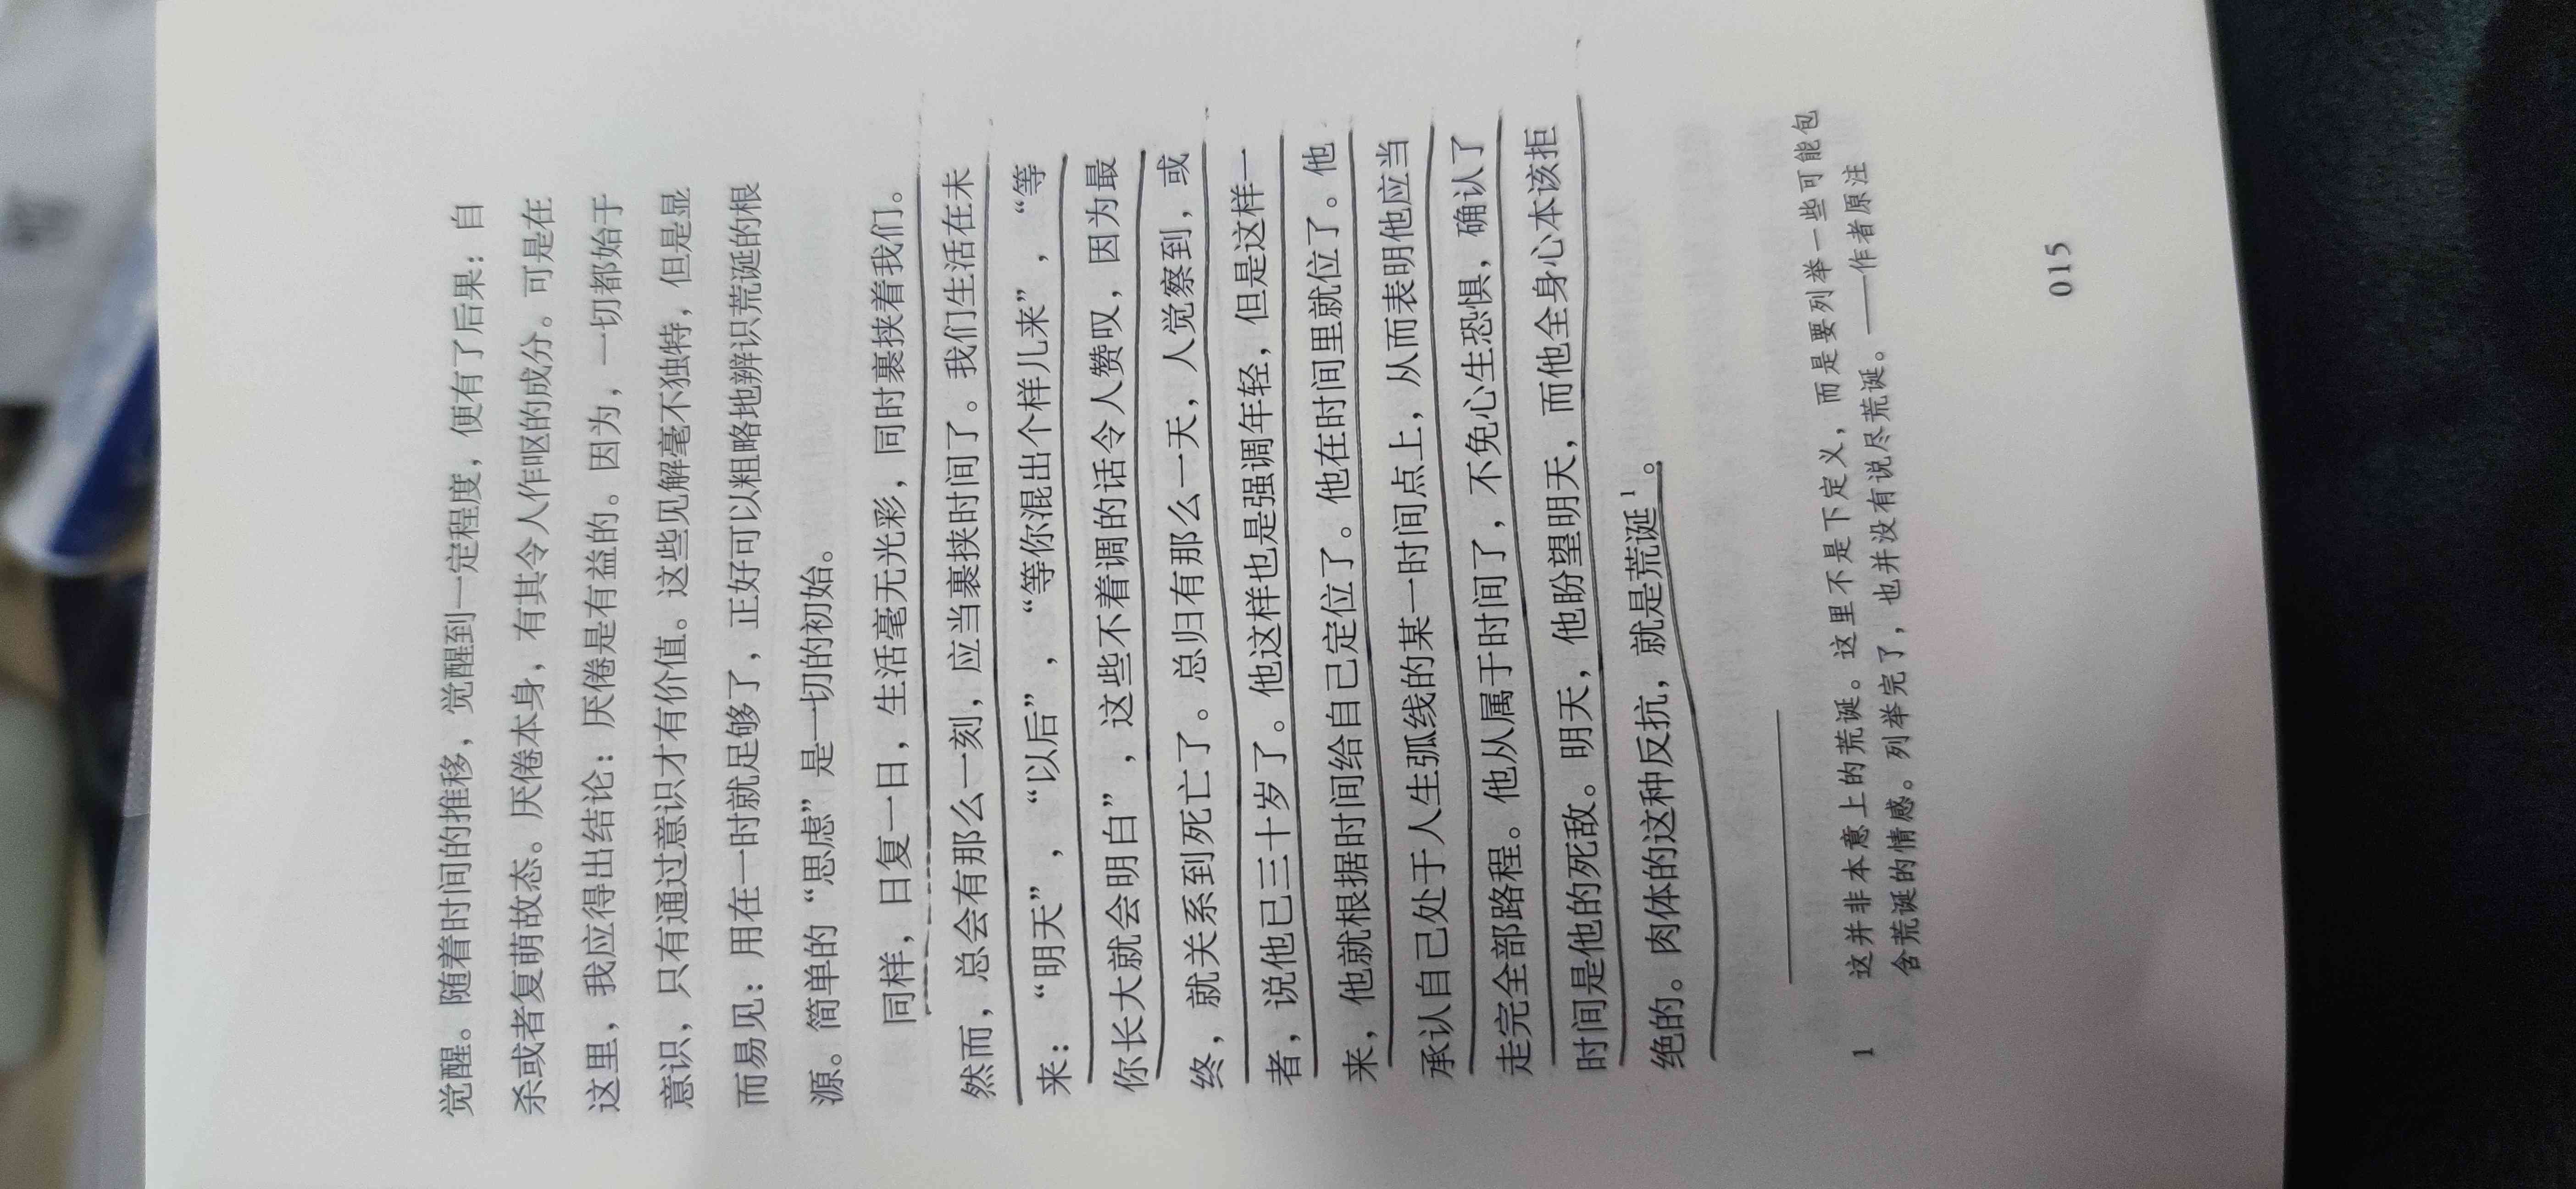 觉醒。随着时间的推移，觉醒到一定程度，便有了后果：自
杀或者复萌故态。厌倦本身，有其令人作呕的成分。可是在
这里，我应得出结论：厌倦是有益的。因为，一切都始于
意识，只有通过意识才有价值。这些见解毫不独特，但是显
而易见：用在一时就足够了，正好可以粗略地辨识荒诞的根
源。简单的“思虑”是一切的初始。
同样，日复一日，生活毫无光彩，同时裹挟着我们。
然而，总会有那么一刻，应当裹挟时间了。我们生活在未
来：“明天”，“以后”，“等你混出个样儿来”，“等
你长大就会明白”，这些不着调的话令人赞叹，因为最
终，就关系到死亡了。总归有那么一天，人觉察到，或
者，说他已三十岁了。他这样也是强调年轻，但是这样一
来，他就根据时间给自己定位了。他在时间里就位了。他
承认自己处于人生弧线的某一时间点上，从而表明他应当
走完全部路程。他从属于时间了，不免心生恐惧，确认了
时间是他的死敌。明天，他盼望明天，而他全身心本该拒
绝的。肉体的这种反抗，就是荒诞1。
1 这并非本意上的荒诞。这里不是下定义，而是要列举一些可能包
含荒诞的情感。列举完了，也并没有说尽荒诞。——作者原注
015